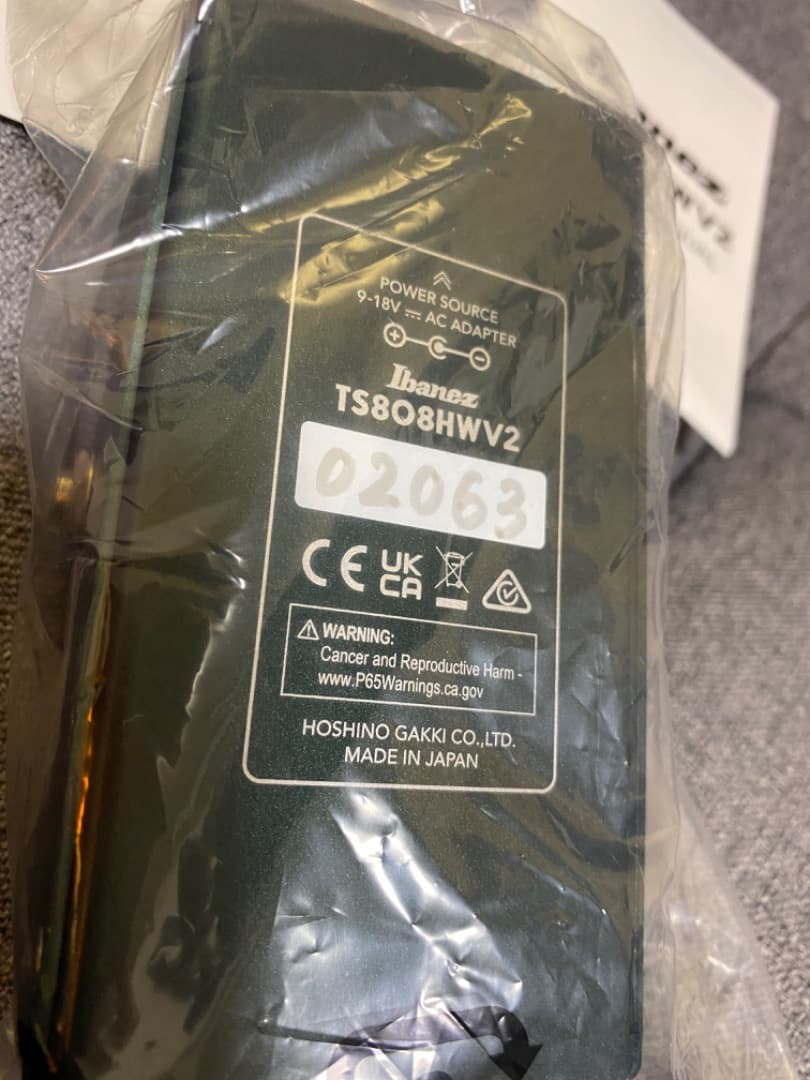 POWER SOURCE
9-18V ⎓ AC ADAPTER
Ibanez
TS808HWV2
02063
CE UK CA
WARNING:
Cancer and Reproductive Harm -
www.P65Warnings.ca.gov
HOSHINO GAKKI CO.,LTD.
MADE IN JAPAN